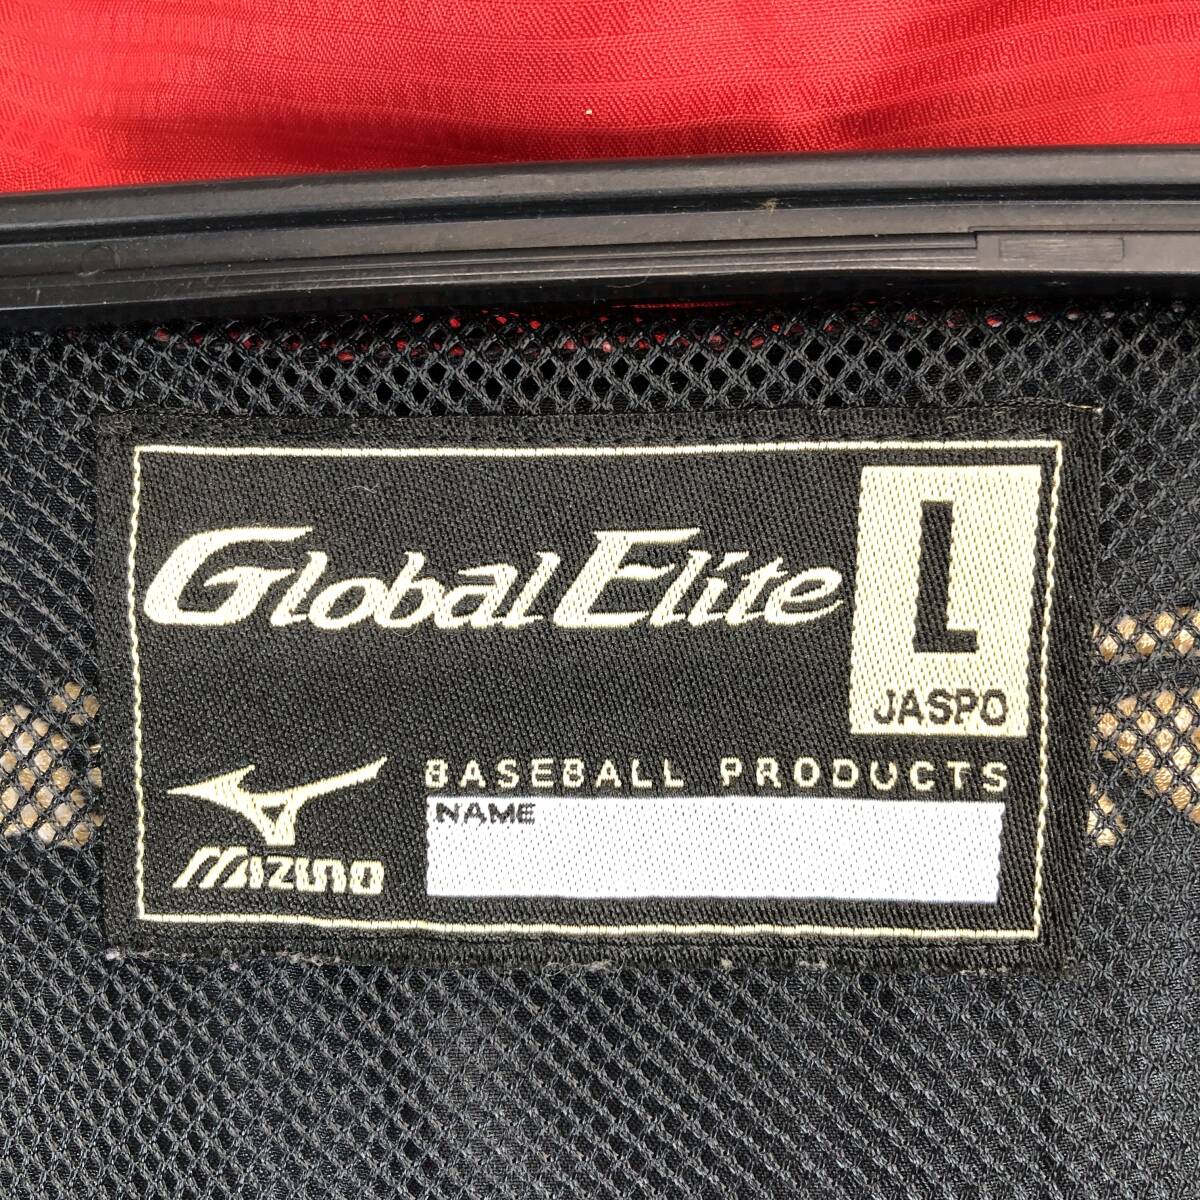 Global Elite
L
JASPO
MIZUNO
BASEBALL PRODUCTS
NAME